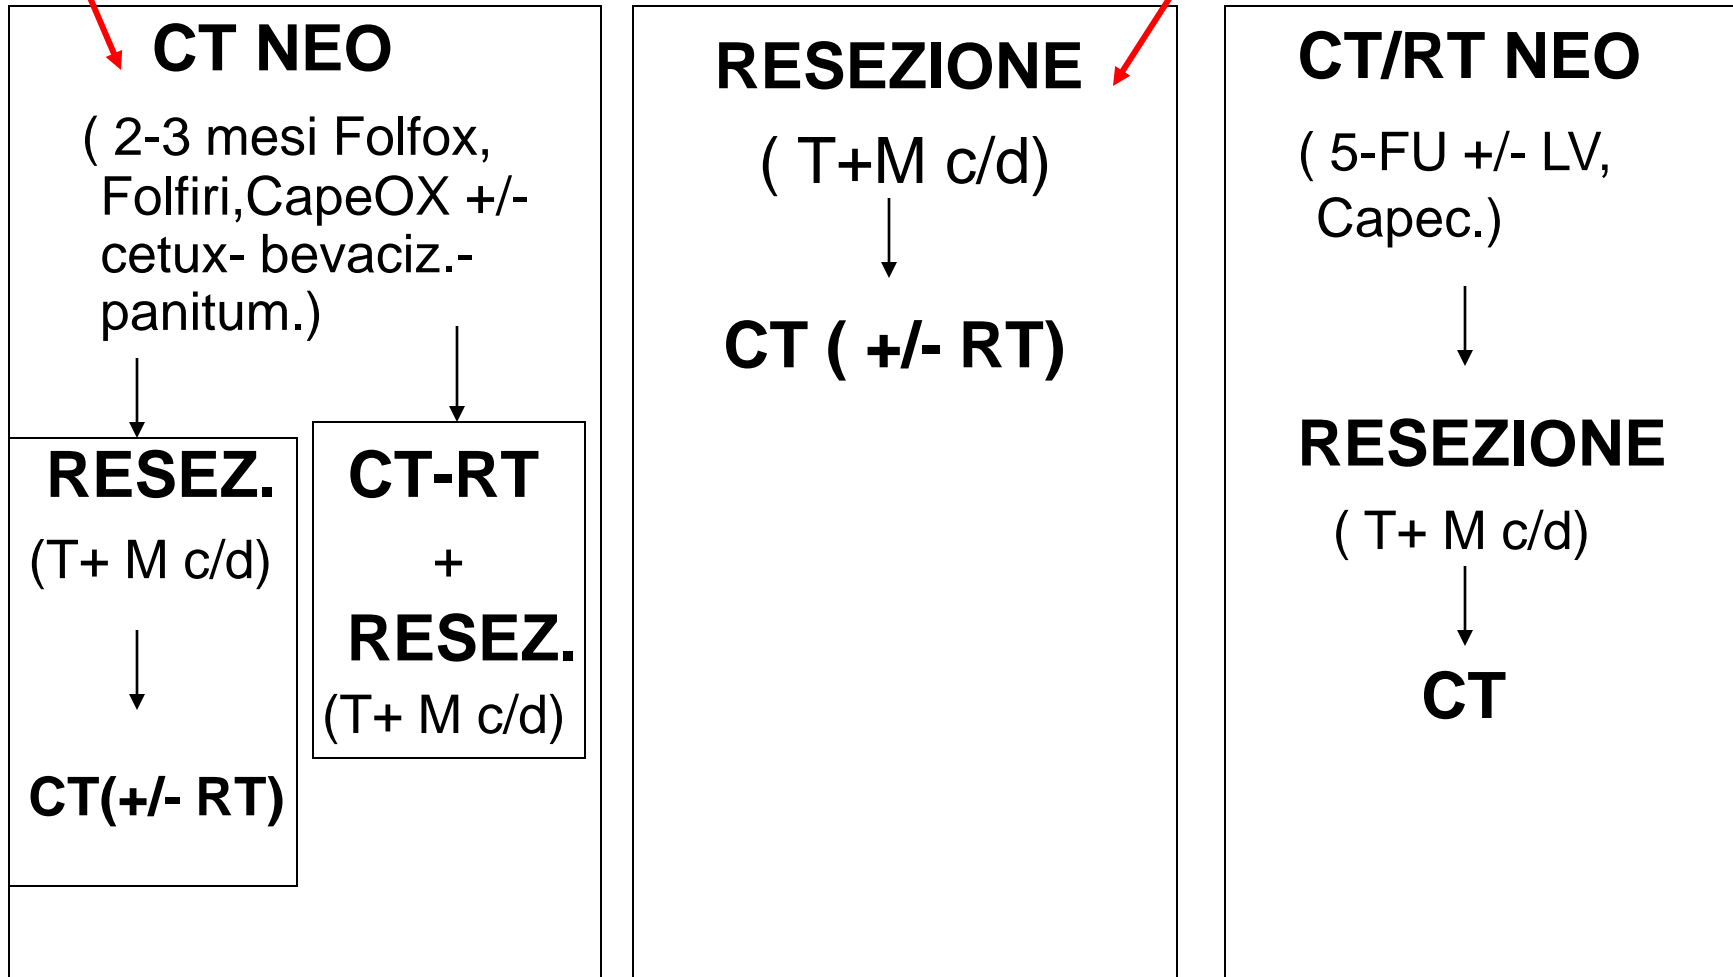 CT NEO
( 2-3 mesi Folfox,
Folfiri,CapeOX +/-
cetux- bevaciz.-
panitum.)
RESEZ.
(T+ M c/d)
CT(+/- RT)
CT-RT
+
RESEZ.
(T+ M c/d)
RESEZIONE
( T+M c/d)
CT ( +/- RT)
CT/RT NEO
( 5-FU +/- LV,
Capec.)
RESEZIONE
( T+ M c/d)
CT